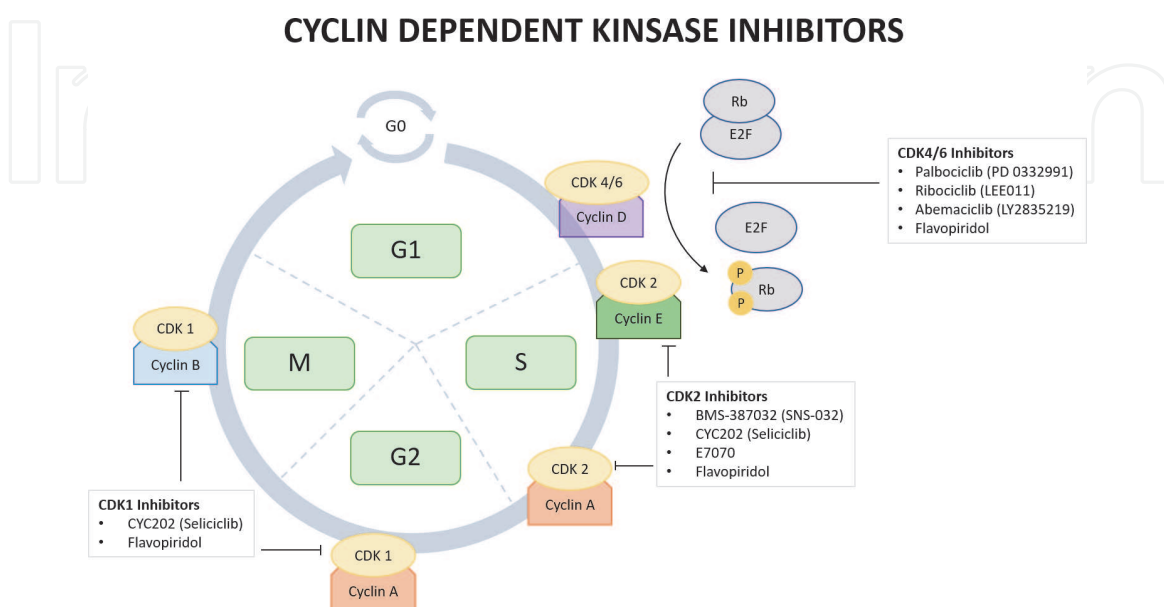 CYCLIN DEPENDENT KINSASE INHIBITORS
G0
Rb
E2F
CDK4/6 Inhibitors
• Palbociclib (PD 0332991)
• Ribociclib (LEE011)
• Abemaciclib (LY2835219)
• Flavopiridol
CDK 4/6
Cyclin D
E2F
P
Rb
P
G1
CDK 2
Cyclin E
CDK 1
Cyclin B
M
S
CDK2 Inhibitors
• BMS-387032 (SNS-032)
• CYC202 (Seliciclib)
• E7070
• Flavopiridol
G2
CDK 2
Cyclin A
CDK1 Inhibitors
• CYC202 (Seliciclib)
• Flavopiridol
CDK 1
Cyclin A